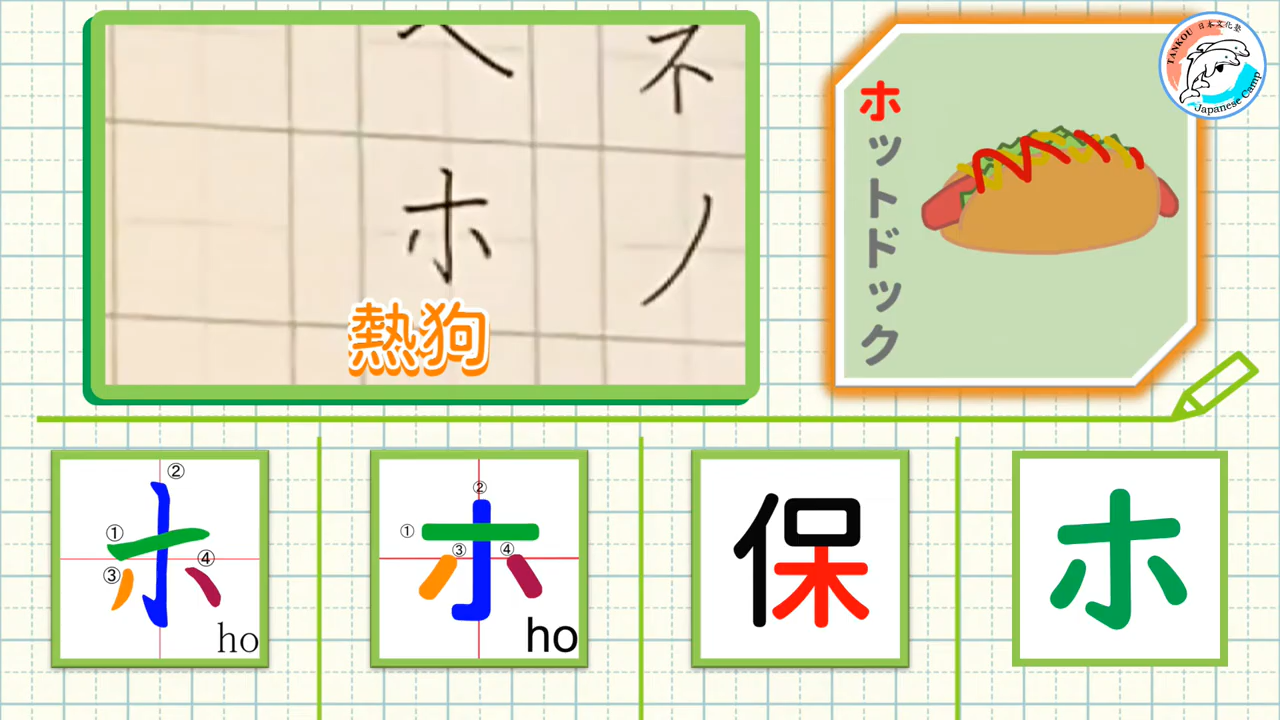 ヘ
ネ
ホ
ノ
熱狗
ホットドック
TANKOU 日本文化塾
Japanese Camp
①
②
③
④
ho
①
②
③
④
ho
保
ホ